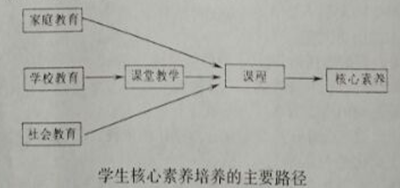 家庭教育
学校教育
课堂教学
课程
核心素养
社会教育
学生核心素养培养的主要路径